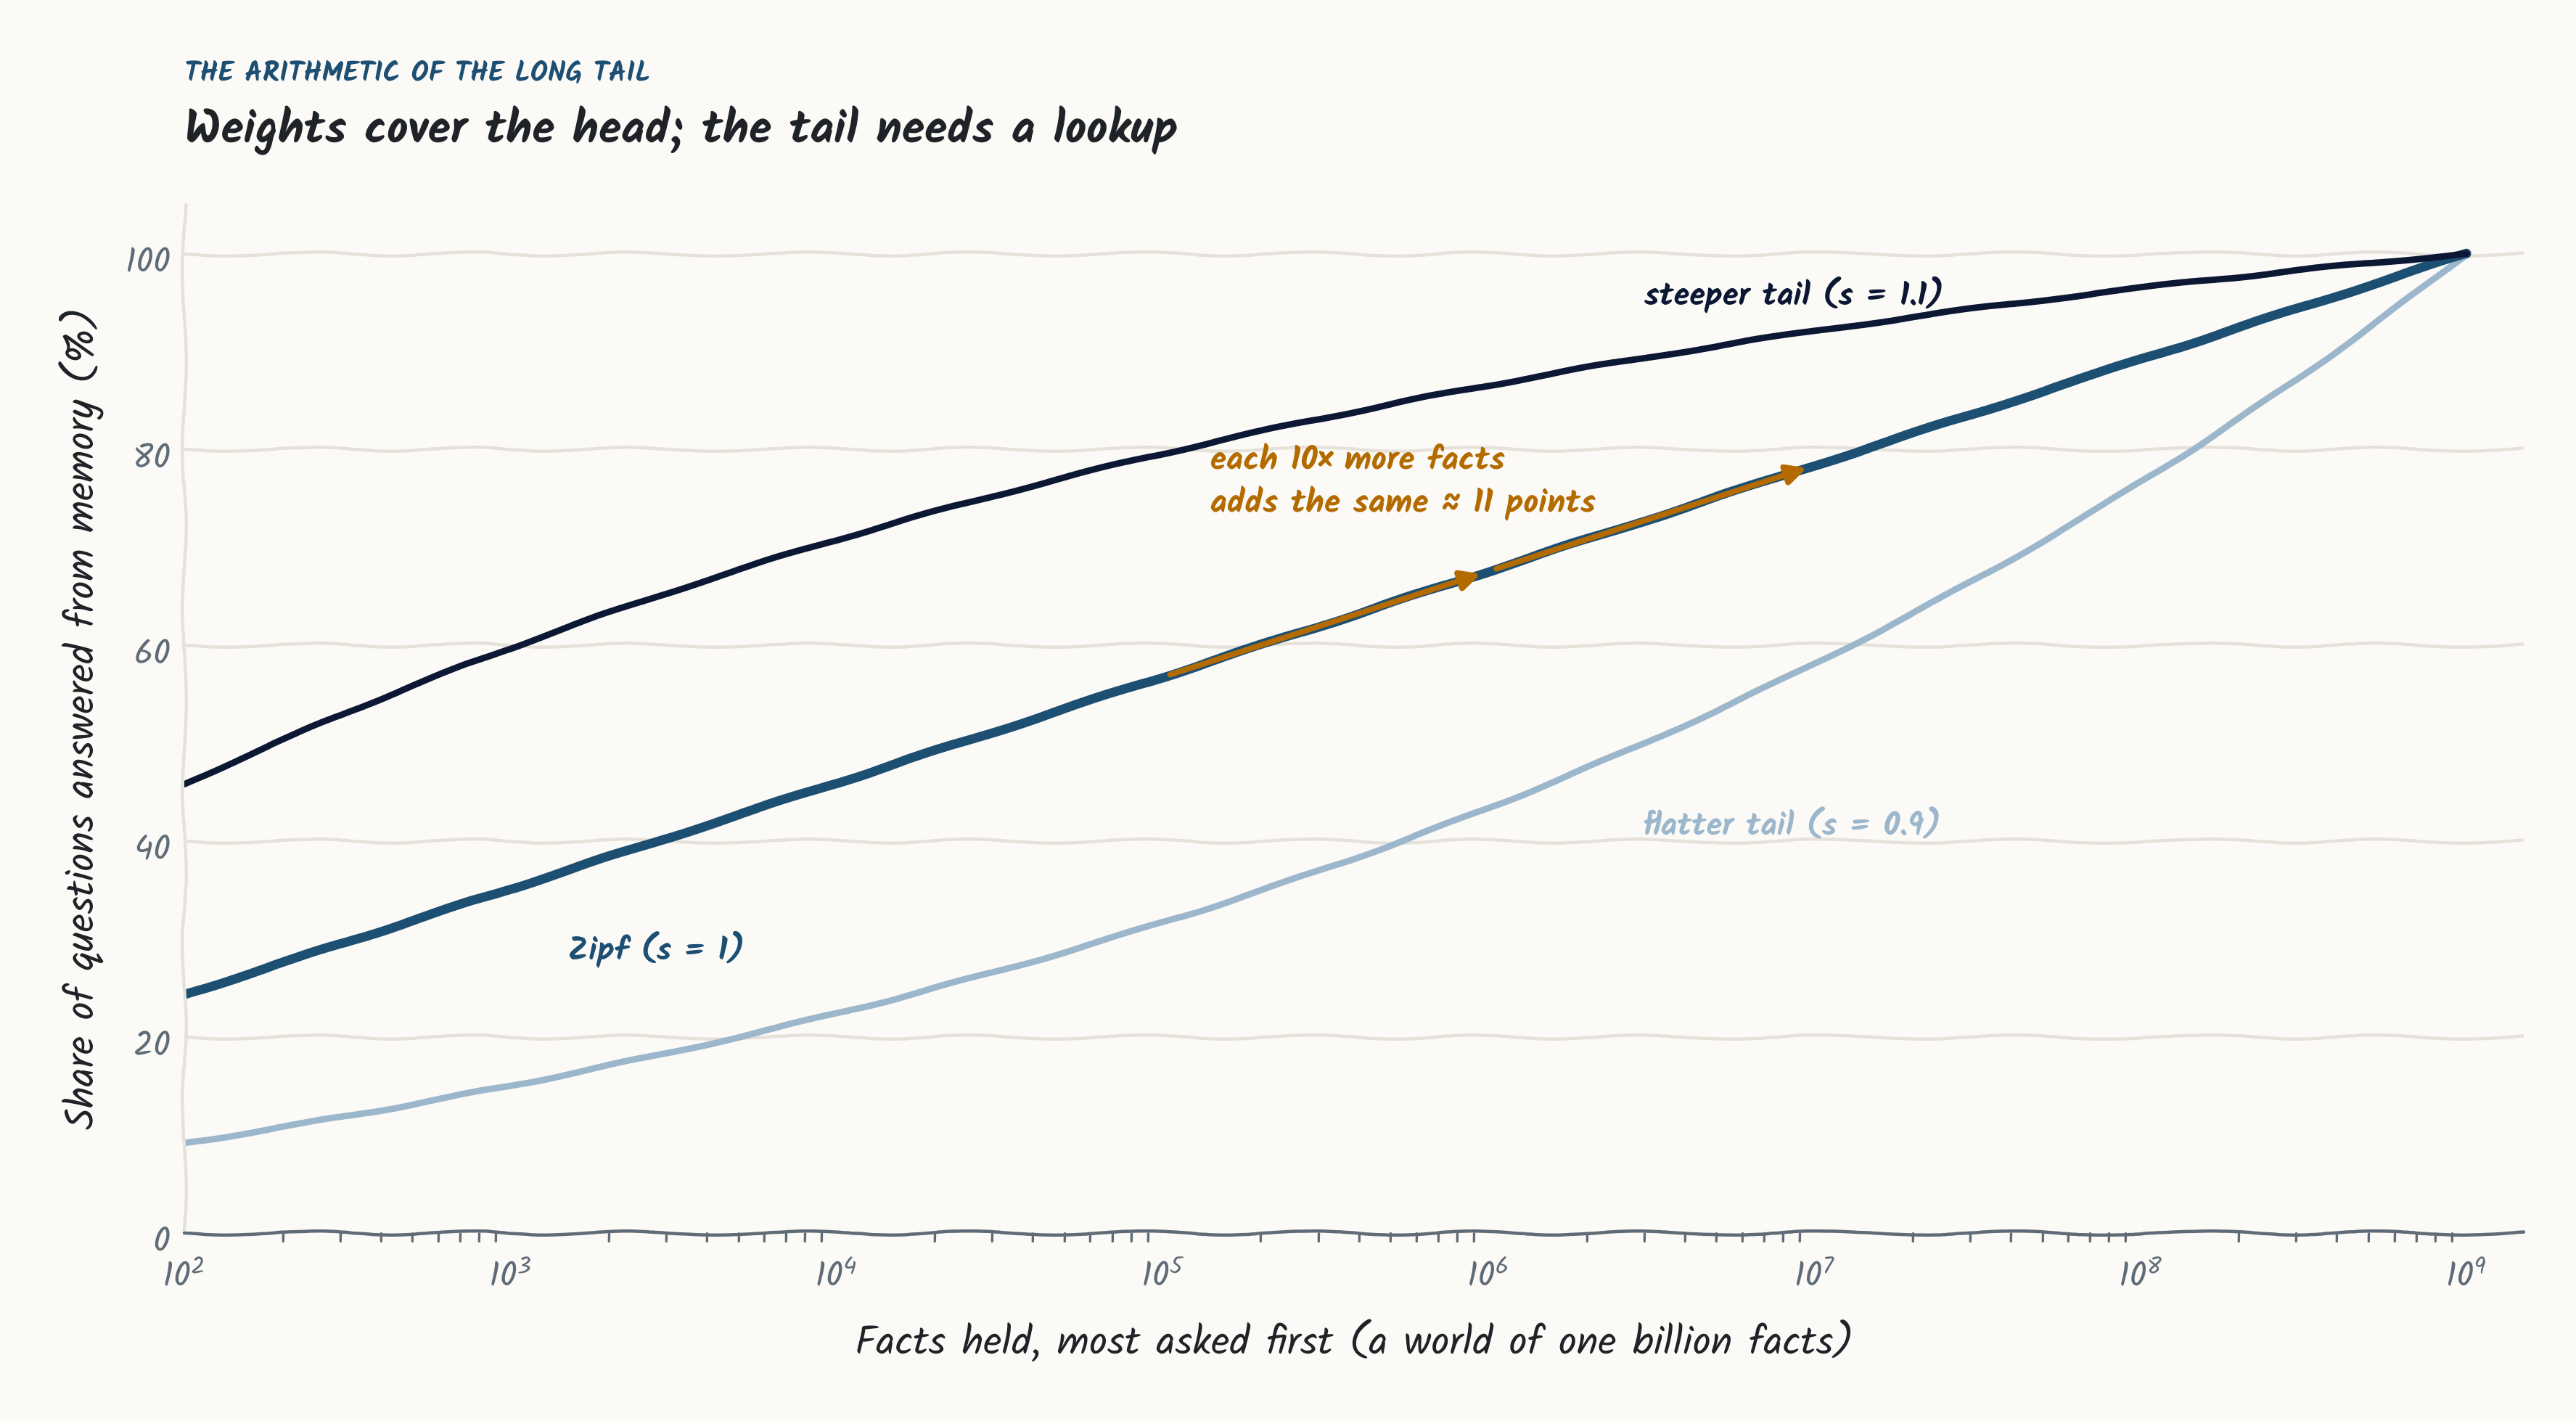 THE ARITHMETIC OF THE LONG TAIL
Weights cover the head; the tail needs a lookup
Share of questions answered from memory (%)
100
80
60
40
20
0
steeper tail (s = 1.1)
each 10x more facts
adds the same ≈ 11 points
flatter tail (s = 0.9)
Zipf (s = 1)
10² 10³ 10⁴ 10⁵ 10⁶ 10⁷ 10⁸ 10⁹
Facts held, most asked first (a world of one billion facts)